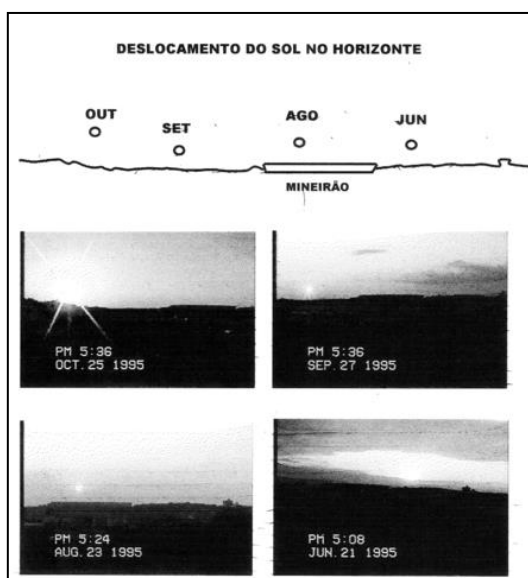 DESLOCAMENTO DO SOL NO HORIZONTE
OUT
SET
AGO
JUN
MINEIRÃO
PM 5:36
OCT. 25 1995
PM 5:36
SEP. 27 1995
PM 5:24
AUG. 23 1995
PM 5:08
JUN. 21 1995